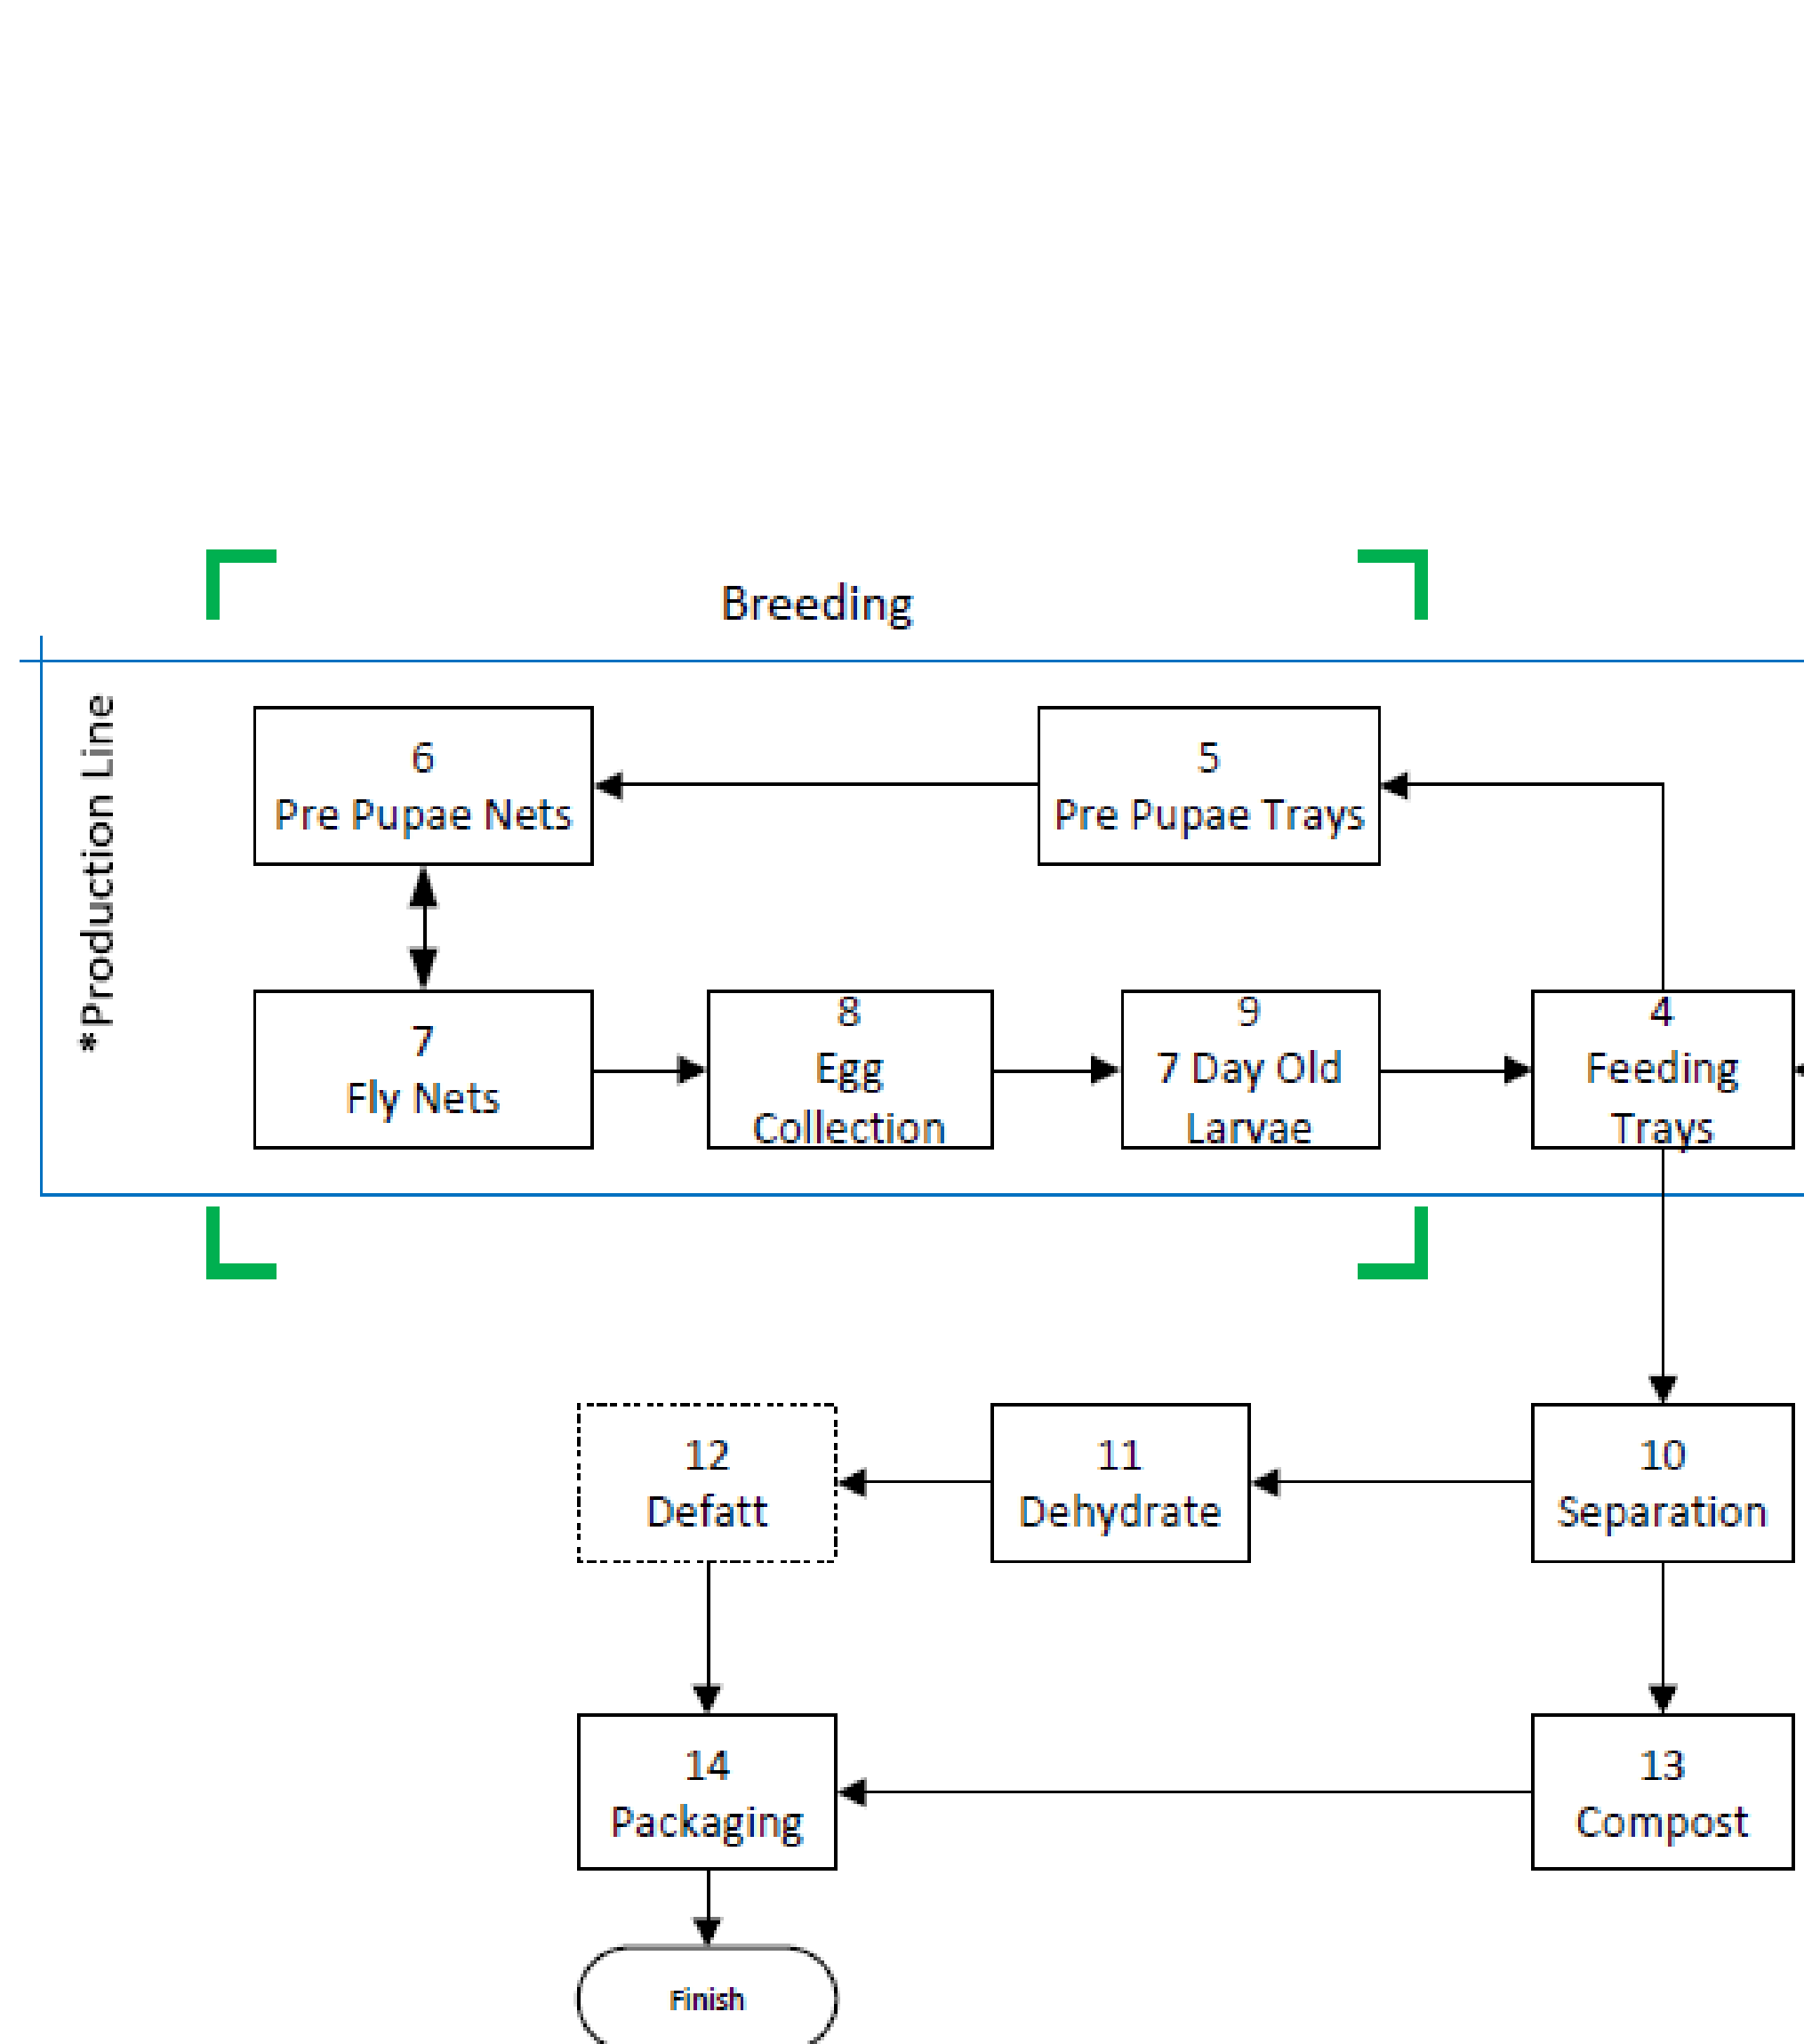 Breeding
*Production Line
6
Pre Pupae Nets
5
Pre Pupae Trays
7
Fly Nets
8
Egg
Collection
9
7 Day Old
Larvae
4
Feeding
Trays
12
Defatt
11
Dehydrate
10
Separation
14
Packaging
13
Compost
Finish